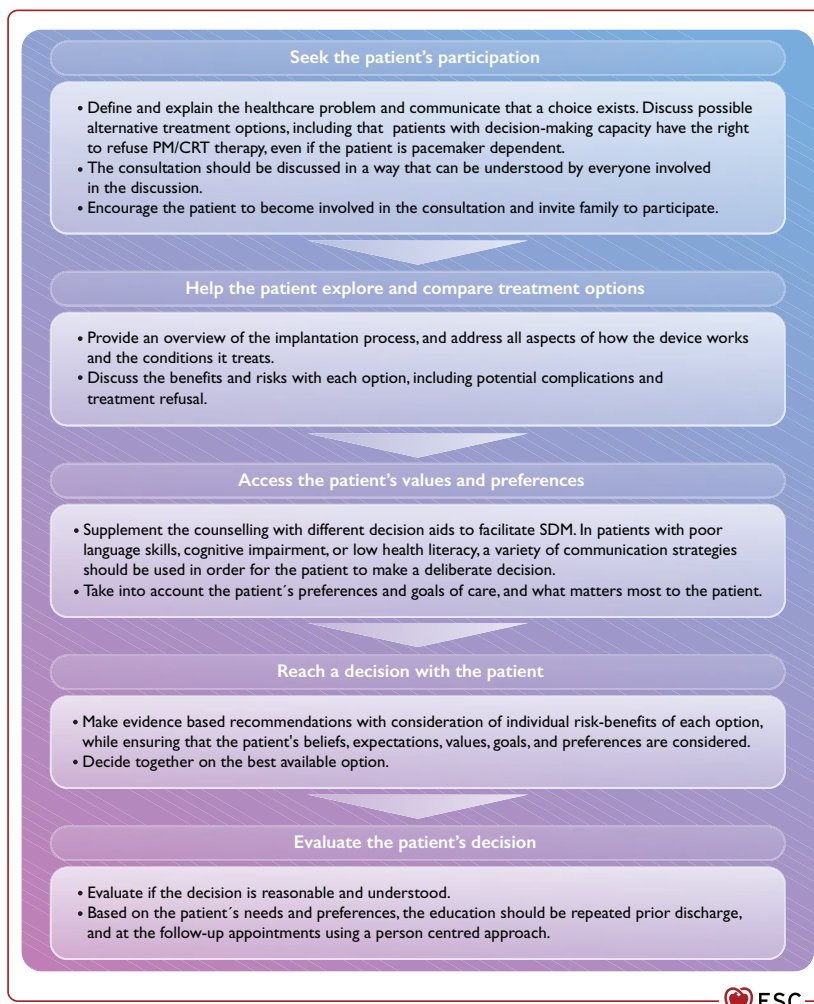 Seek the patient's participation
• Define and explain the healthcare problem and communicate that a choice exists. Discuss possible
alternative treatment options, including that patients with decision-making capacity have the right
to refuse PM/CRT therapy, even if the patient is pacemaker dependent.
• The consultation should be discussed in a way that can be understood by everyone involved
in the discussion.
• Encourage the patient to become involved in the consultation and invite family to participate.
Help the patient explore and compare treatment options
• Provide an overview of the implantation process, and address all aspects of how the device works
and the conditions it treats.
• Discuss the benefits and risks with each option, including potential complications and
treatment refusal.
Access the patient's values and preferences
• Supplement the counselling with different decision aids to facilitate SDM. In patients with poor
language skills, cognitive impairment, or low health literacy, a variety of communication strategies
should be used in order for the patient to make a deliberate decision.
• Take into account the patient´s preferences and goals of care, and what matters most to the patient.
Reach a decision with the patient
• Make evidence based recommendations with consideration of individual risk-benefits of each option,
while ensuring that the patient's beliefs, expectations, values, goals, and preferences are considered.
• Decide together on the best available option.
Evaluate the patient's decision
• Evaluate if the decision is reasonable and understood.
• Based on the patient´s needs and preferences, the education should be repeated prior discharge,
and at the follow-up appointments using a person centred approach.
ESC